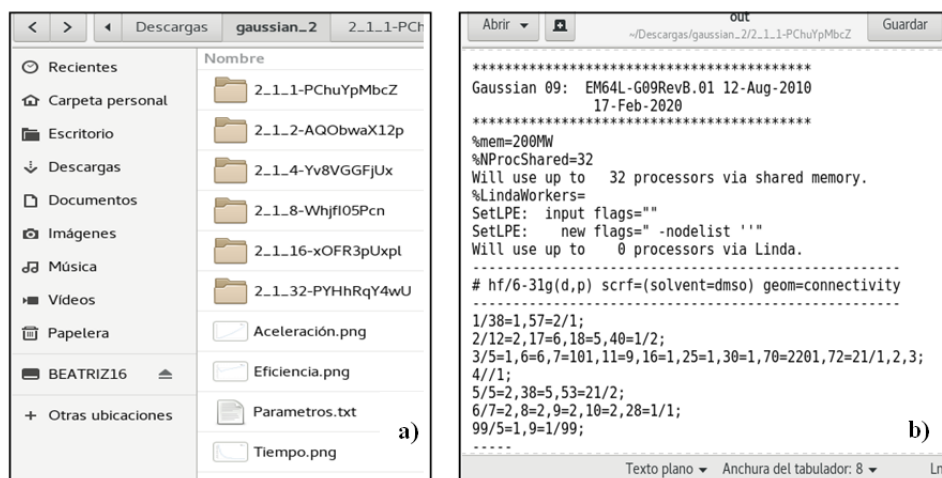 Descargas gaussian_2 2_1_1-PCh
Recientes
Carpeta personal
Escritorio
Descargas
Documentos
Imágenes
Música
Vídeos
Papelera
BEATRIZ16
+ Otras ubicaciones
Nombre
2_1_1-PChuYpMbcZ
2_1_2-AQObwaX12p
2_1_4-Yv8VGGFjUx
2_1_8-WhjfI05Pcn
2_1_16-xOFR3pUxpl
2_1_32-PYHhRqY4wU
Aceleración.png
Eficiencia.png
Parametros.txt
Tiempo.png
a)
Abrir out Guardar
~/Descargas/gaussian_2/2_1_1-PChuYpMbcZ
******************************************
Gaussian 09: EM64L-G09RevB.01 12-Aug-2010
17-Feb-2020
******************************************
%mem=200MW
%NProcShared=32
Will use up to 32 processors via shared memory.
%LindaWorkers=
SetLPE: input flags=""
SetLPE: new flags=" -nodelist ''"
Will use up to 0 processors via Linda.
-----------------------------------------------------
# hf/6-31g(d,p) scrf=(solvent=dmso) geom=connectivity
-----------------------------------------------------
1/38=1,57=2/1;
2/12=2,17=6,18=5,40=1/2;
3/5=1,6=6,7=101,11=9,16=1,25=1,30=1,70=2201,72=21/1,2,3;
4//1;
5/5=2,38=5,53=21/2;
6/7=2,8=2,9=2,10=2,28=1/1;
99/5=1,9=1/99;
-----
b)
Texto plano Anchura del tabulador: 8 Ln